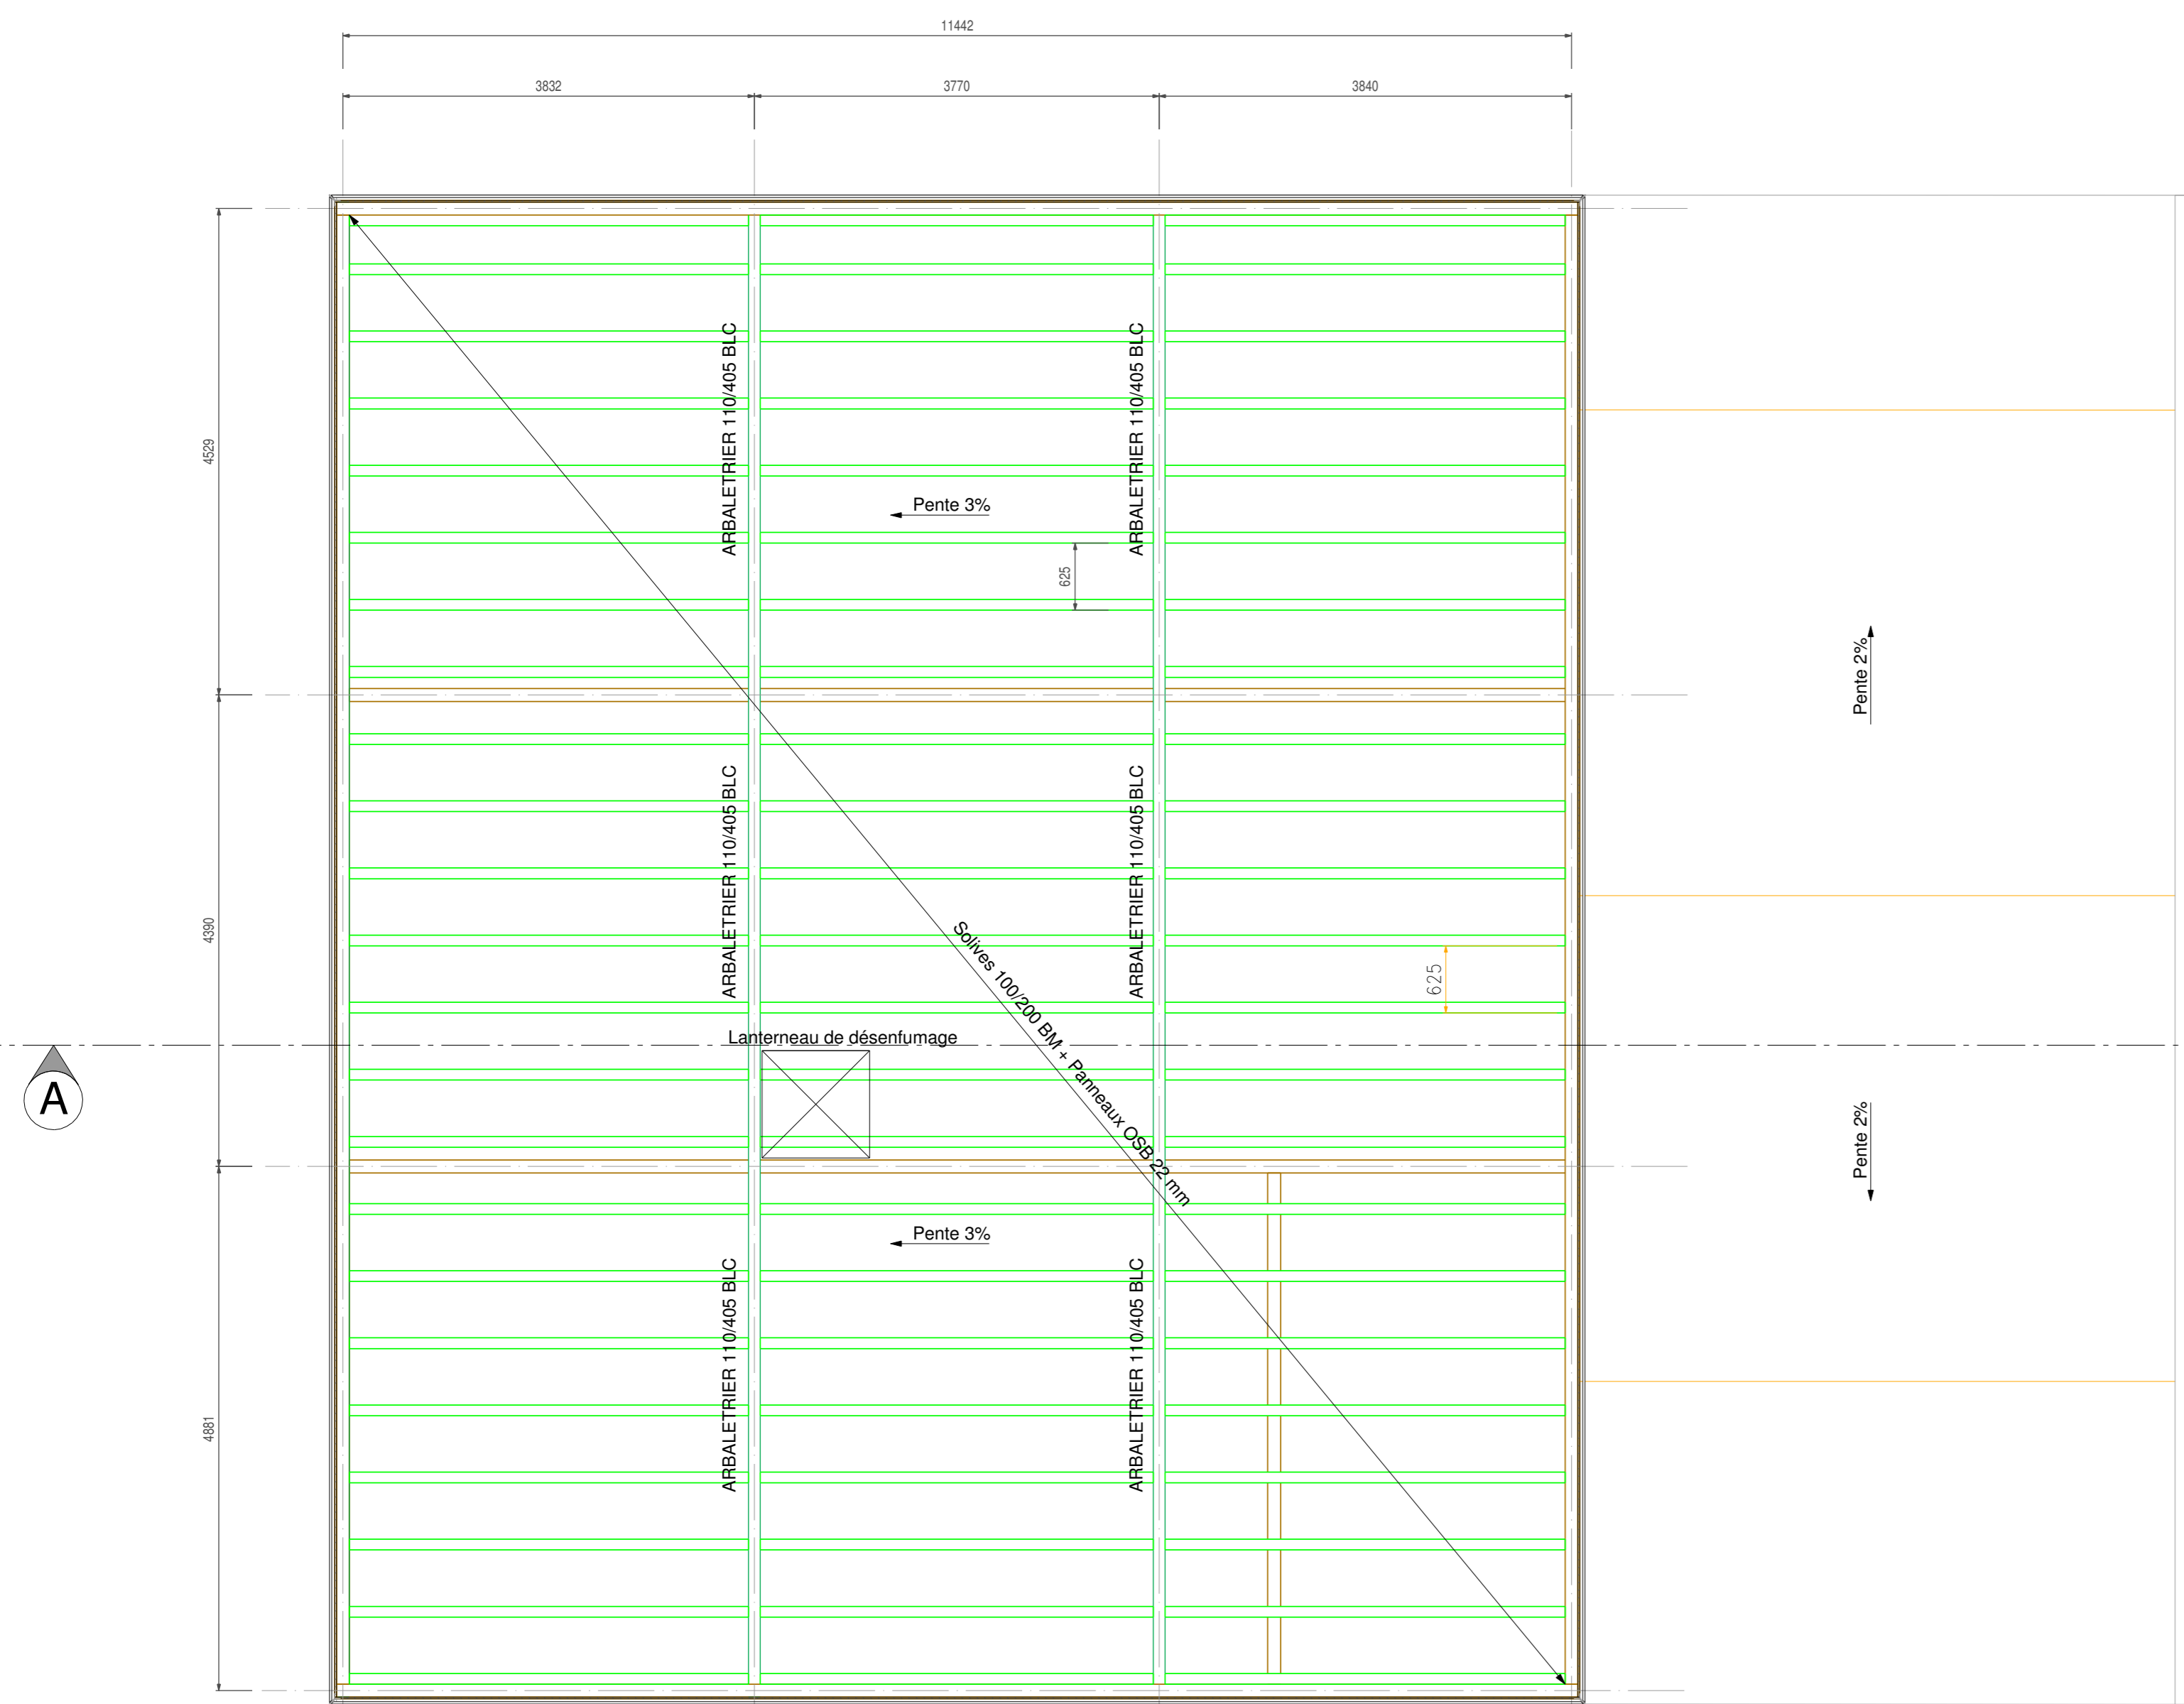 11442
3832
3770
3840
ARBALETRIER 110/405 BLC
ARBALETRIER 110/405 BLC
4529
Pente 3%
625
Pente 2%
ARBALETRIER 110/405 BLC
ARBALETRIER 110/405 BLC
4390
Solives 100/200 BM + Panneaux OSB 22 mm
625
Lanterneau de désenfumage
A
Pente 2%
Pente 3%
ARBALETRIER 110/405 BLC
ARBALETRIER 110/405 BLC
4881